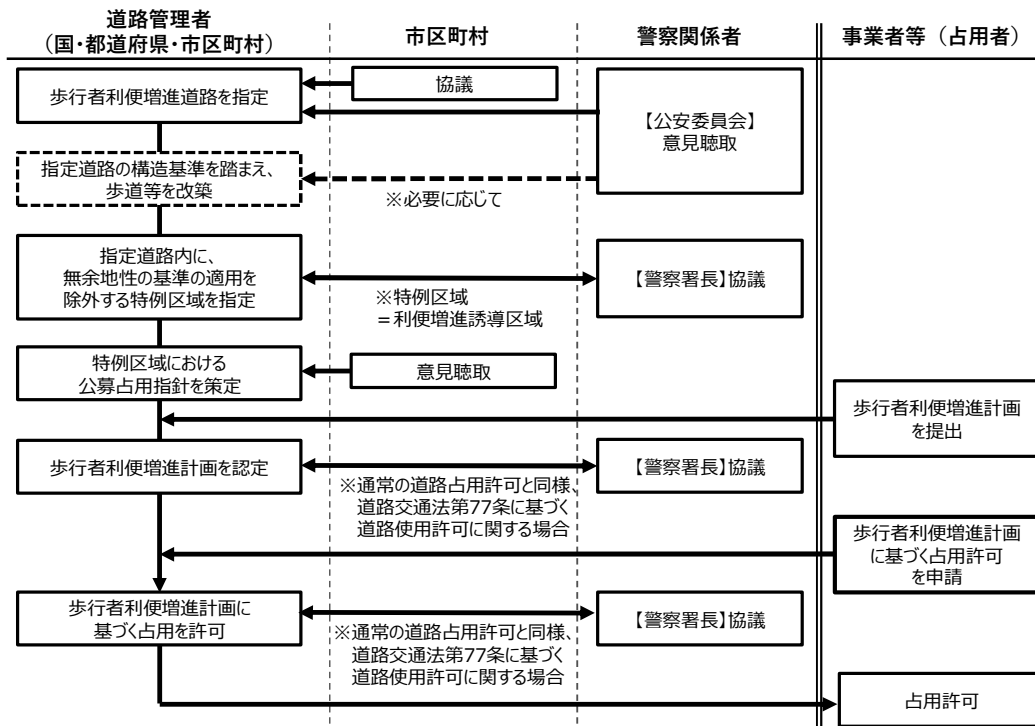 道路管理者
（国・都道府県・市区町村）
市区町村
警察関係者
事業者等（占用者）
歩行者利便増進道路を指定
協議
【公安委員会】
意見聴取
指定道路の構造基準を踏まえ、
歩道等を改築
※必要に応じて
指定道路内に、
無余地性の基準の適用を
除外する特例区域を指定
※特例区域
＝利便増進誘導区域
【警察署長】協議
特例区域における
公募占用指針を策定
意見聴取
歩行者利便増進計画
を提出
歩行者利便増進計画を認定
【警察署長】協議
※通常の道路占用許可と同様、
道路交通法第77条に基づく
道路使用許可に関する場合
歩行者利便増進計画
に基づく占用許可
を申請
歩行者利便増進計画に
基づく占用を許可
【警察署長】協議
※通常の道路占用許可と同様、
道路交通法第77条に基づく
道路使用許可に関する場合
占用許可